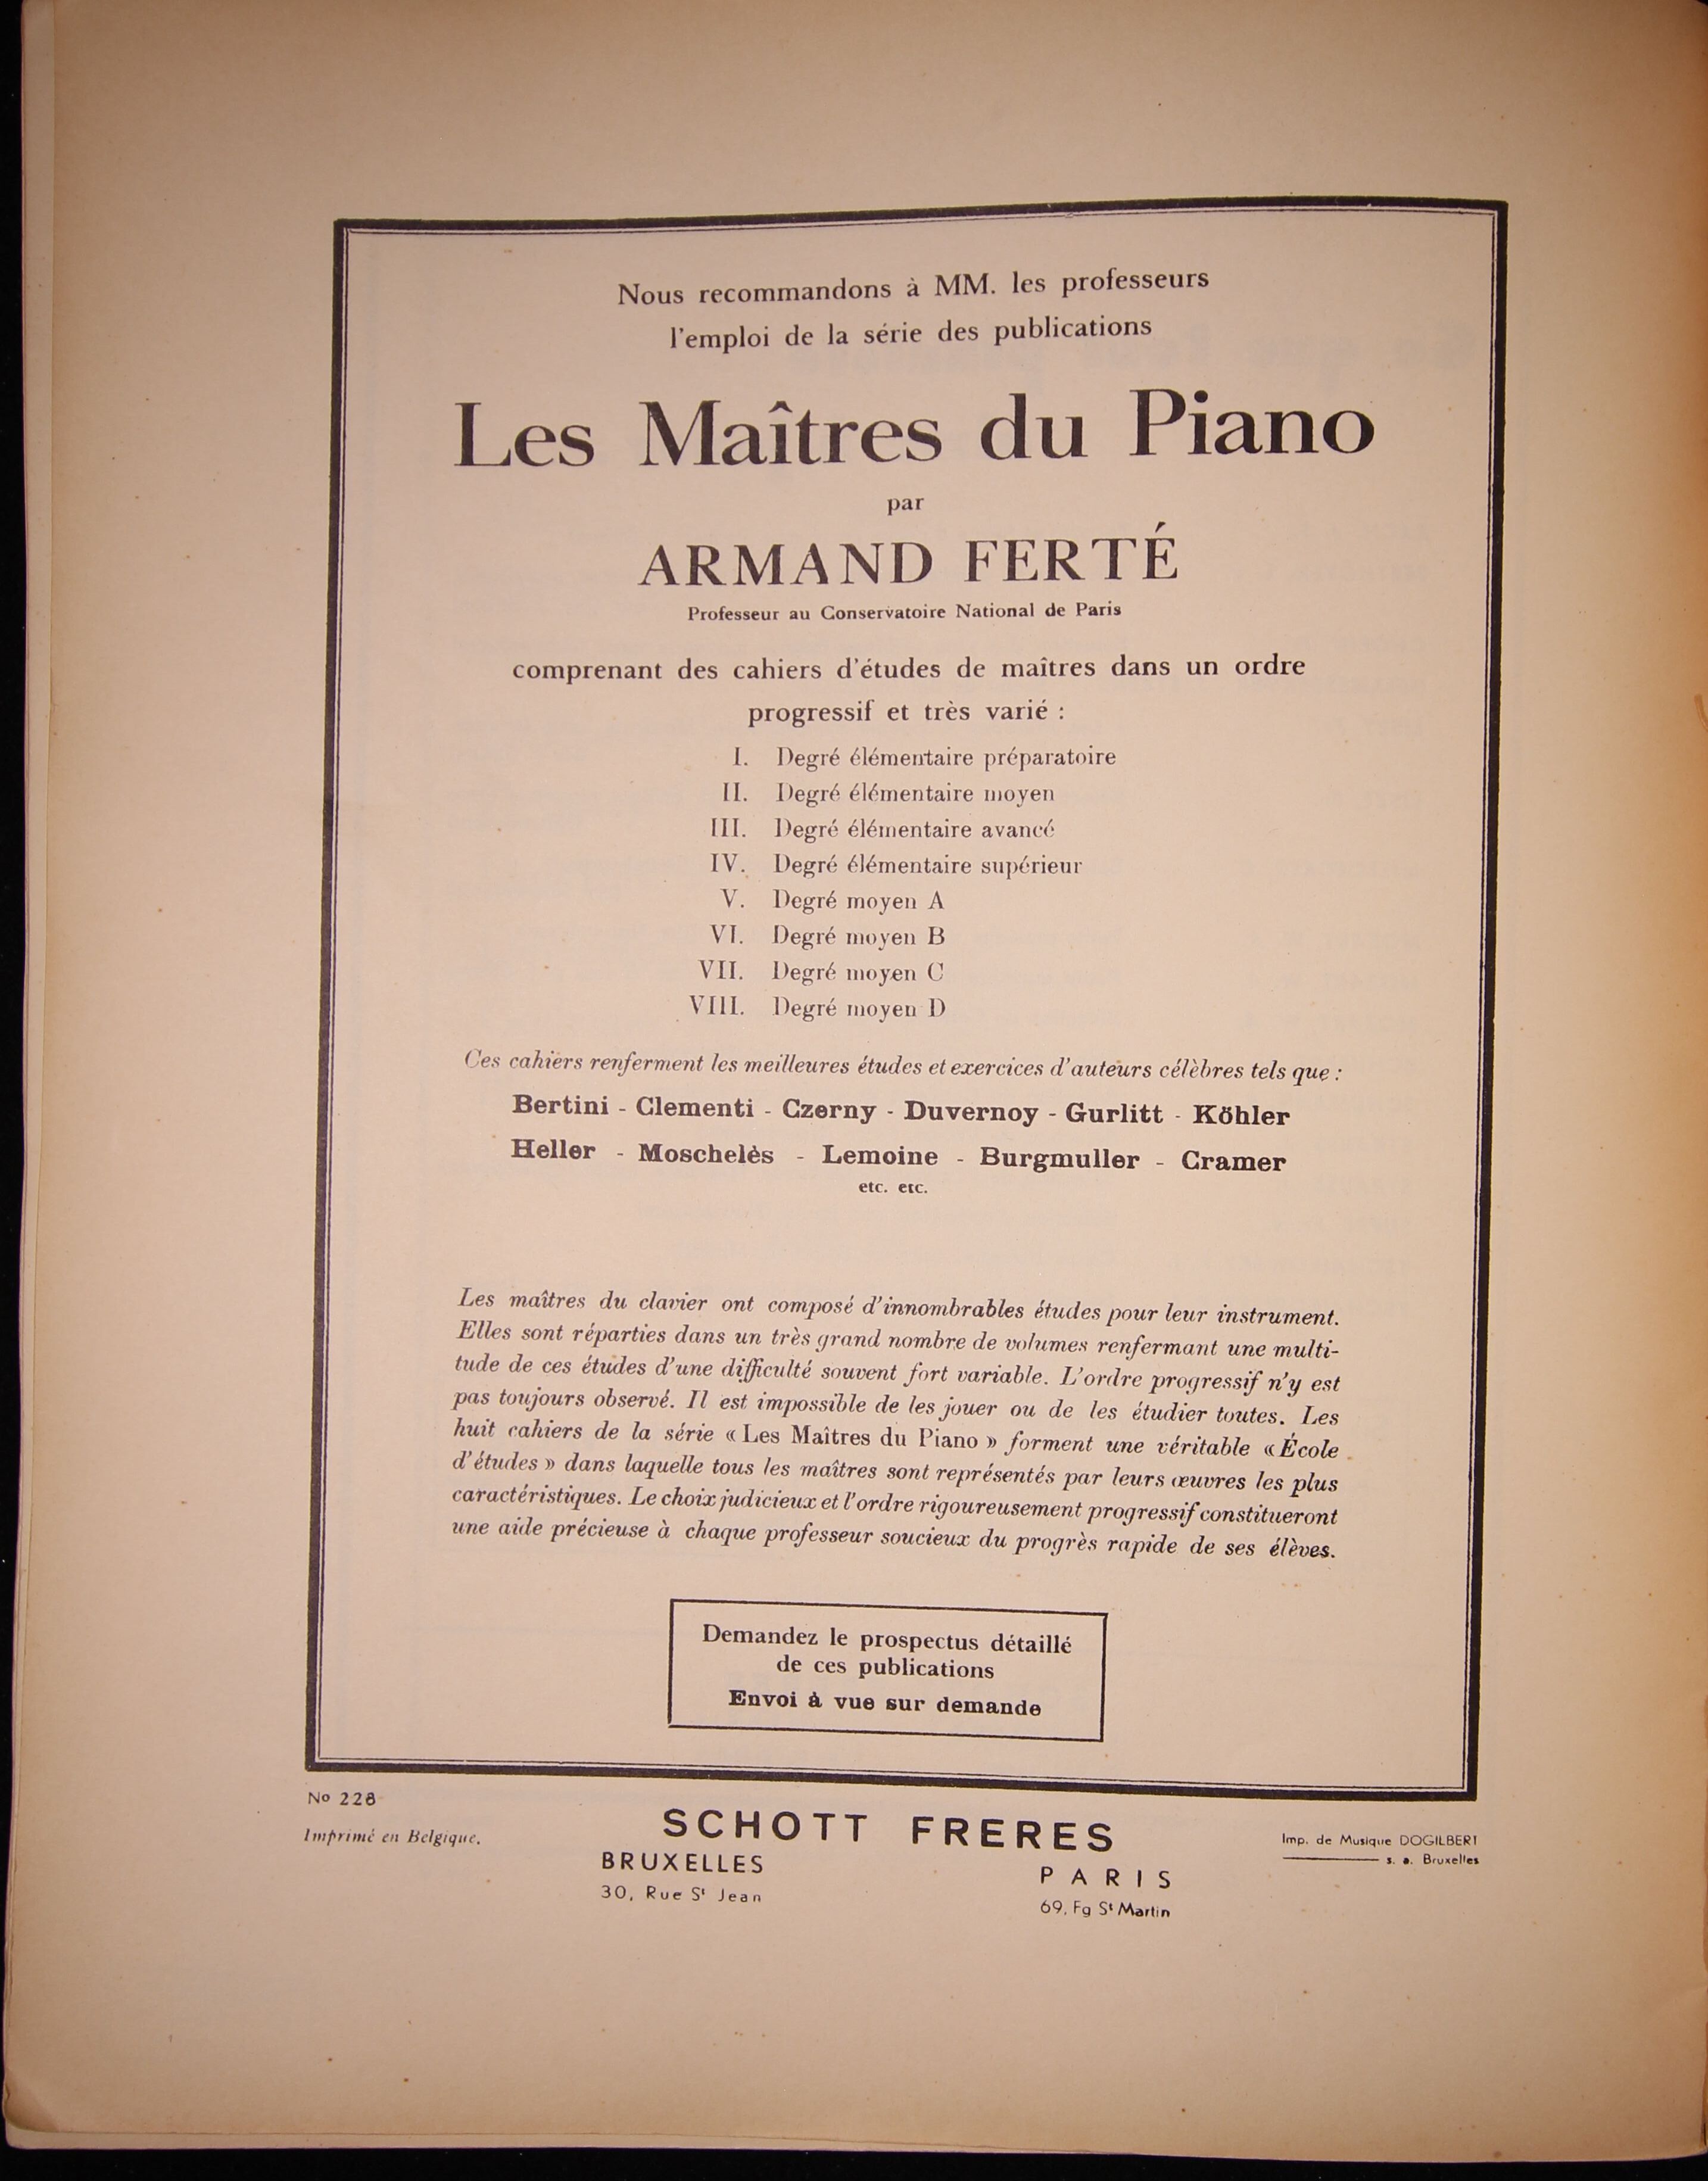 Nous recommandons à MM. les professeurs
l'emploi de la série des publications
Les Maîtres du Piano
par
ARMAND FERTÉ
Professeur au Conservatoire National de Paris
comprenant des cahiers d'études de maîtres dans un ordre
progressif et très varié :
I. Degré élémentaire préparatoire
II. Degré élémentaire moyen
III. Degré élémentaire avancé
IV. Degré élémentaire supérieur
V. Degré moyen A
VI. Degré moyen B
VII. Degré moyen C
VIII. Degré moyen D
Ces cahiers renferment les meilleures études et exercices d'auteurs célèbres tels que :
Bertini - Clementi - Czerny - Duvernoy - Gurlitt - Köhler
Heller - Moschelès - Lemoine - Burgmuller - Cramer
etc. etc.
Les maîtres du clavier ont composé d'innombrables études pour leur instrument.
Elles sont réparties dans un très grand nombre de volumes renfermant une multi-
tude de ces études d'une difficulté souvent fort variable. L'ordre progressif n'y est
pas toujours observé. Il est impossible de les jouer ou de les étudier toutes. Les
huit cahiers de la série « Les Maîtres du Piano » forment une véritable « École
d'études » dans laquelle tous les maîtres sont représentés par leurs œuvres les plus
caractéristiques. Le choix judicieux et l'ordre rigoureusement progressif constitueront
une aide précieuse à chaque professeur soucieux du progrès rapide de ses élèves.
Demandez le prospectus détaillé
de ces publications
Envoi à vue sur demande
No 228
Imprimé en Belgique.
SCHOTT FRERES
BRUXELLES
30, Rue St Jean
PARIS
69, Fg St Martin
Imp. de Musique DOGILBERT
s. a. Bruxelles